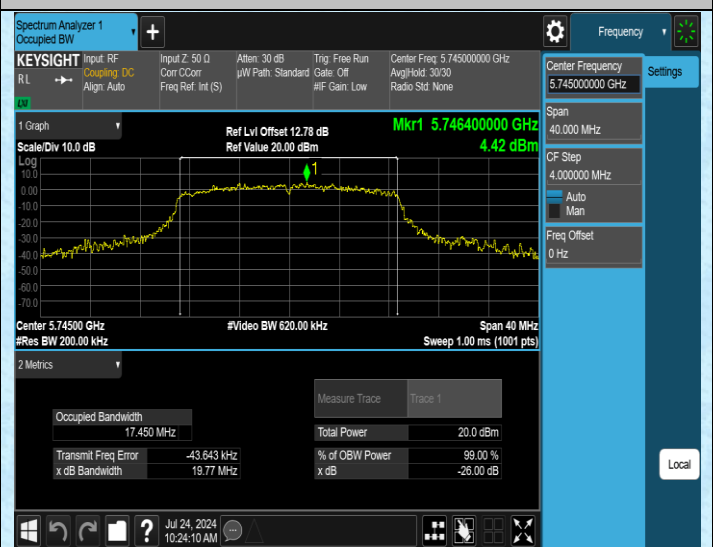 Spectrum Analyzer 1
Occupied BW
+
Frequency
KEYSIGHT
RL
LXI
Input: RF
Coupling: DC
Align: Auto
Input Z: 50 Ω
Corr CCorr
Freq Ref: Int (S)
Atten: 30 dB
µW Path: Standard
Trig: Free Run
Gate: Off
#IF Gain: Low
Center Freq: 5.745000000 GHz
Avg|Hold: 30/30
Radio Std: None
Center Frequency
5.745000000 GHz
Settings
Span
40.000 MHz
CF Step
4.000000 MHz
Auto
Man
Freq Offset
0 Hz
1 Graph
Scale/Div 10.0 dB
Ref Lvl Offset 12.78 dB
Ref Value 20.00 dBm
Mkr1 5.746400000 GHz
4.42 dBm
Log
10.0
0.00
-10.0
-20.0
-30.0
-40.0
-50.0
-60.0
-70.0
1
Center 5.74500 GHz
#Res BW 200.00 kHz
#Video BW 620.00 kHz
Span 40 MHz
Sweep 1.00 ms (1001 pts)
2 Metrics
Measure Trace
Trace 1
Occupied Bandwidth
17.450 MHz
Total Power 20.0 dBm
Transmit Freq Error -43.643 kHz
x dB Bandwidth 19.77 MHz
% of OBW Power 99.00 %
x dB -26.00 dB
Local
?
Jul 24, 2024
10:24:10 AM